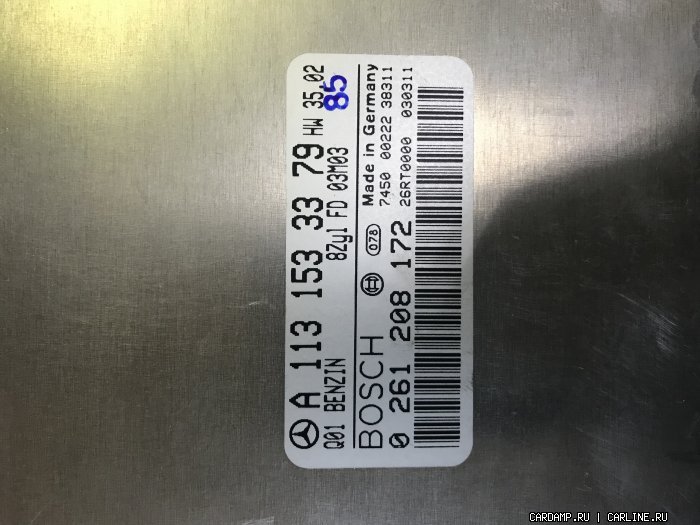 A 113 153 33 79 HW 35.02
Q01 BENZIN 8Zyl FD 03M03 85
BOSCH 078 Made in Germany
7450 00222 38311
0 261 208 172 26RT0000 030311
CARDAMP.RU | CARLINE.RU